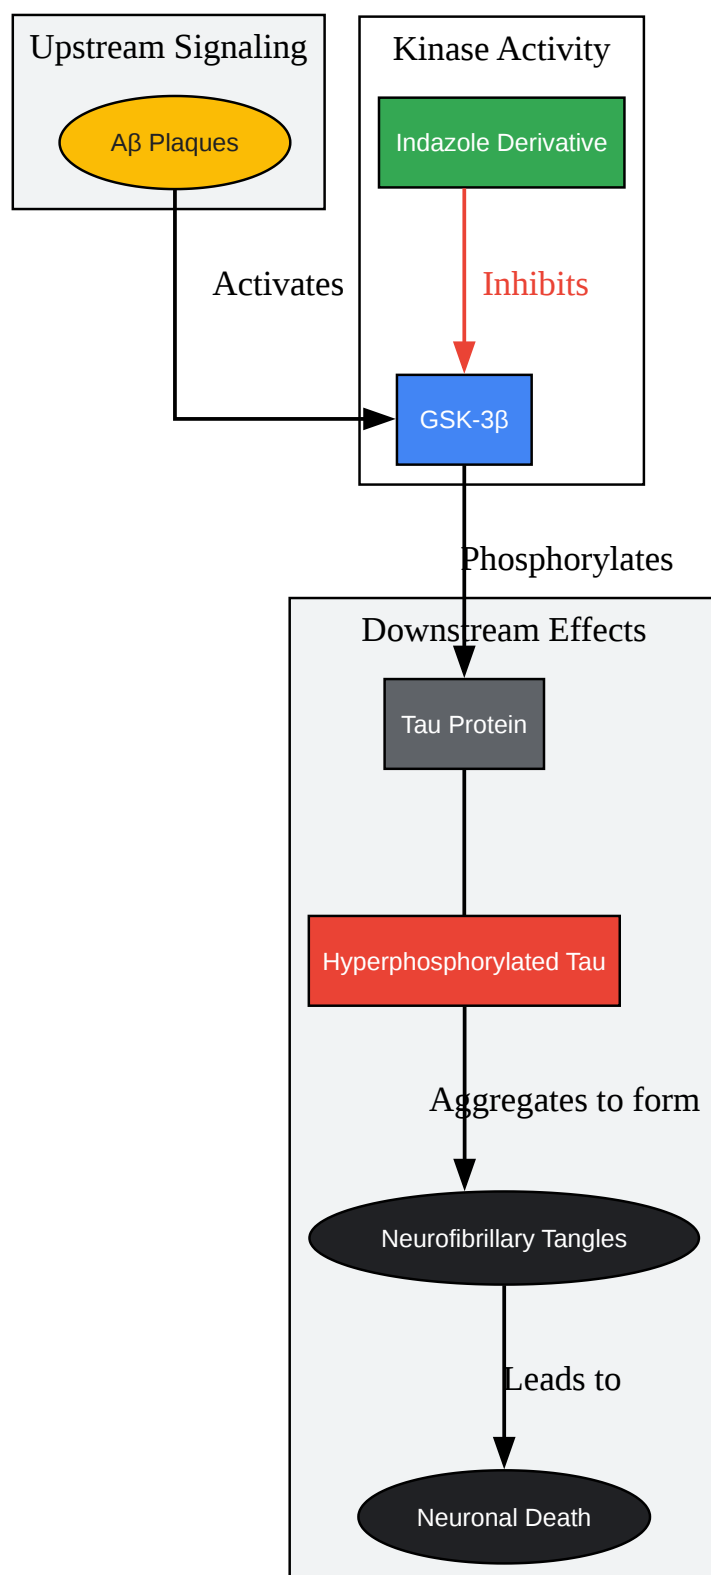 Upstream Signaling
Kinase Activity
Aβ Plaques
Indazole Derivative
Activates
Inhibits
GSK-3β
Phosphorylates
Downstream Effects
Tau Protein
Hyperphosphorylated Tau
Aggregates to form
Neurofibrillary Tangles
Leads to
Neuronal Death